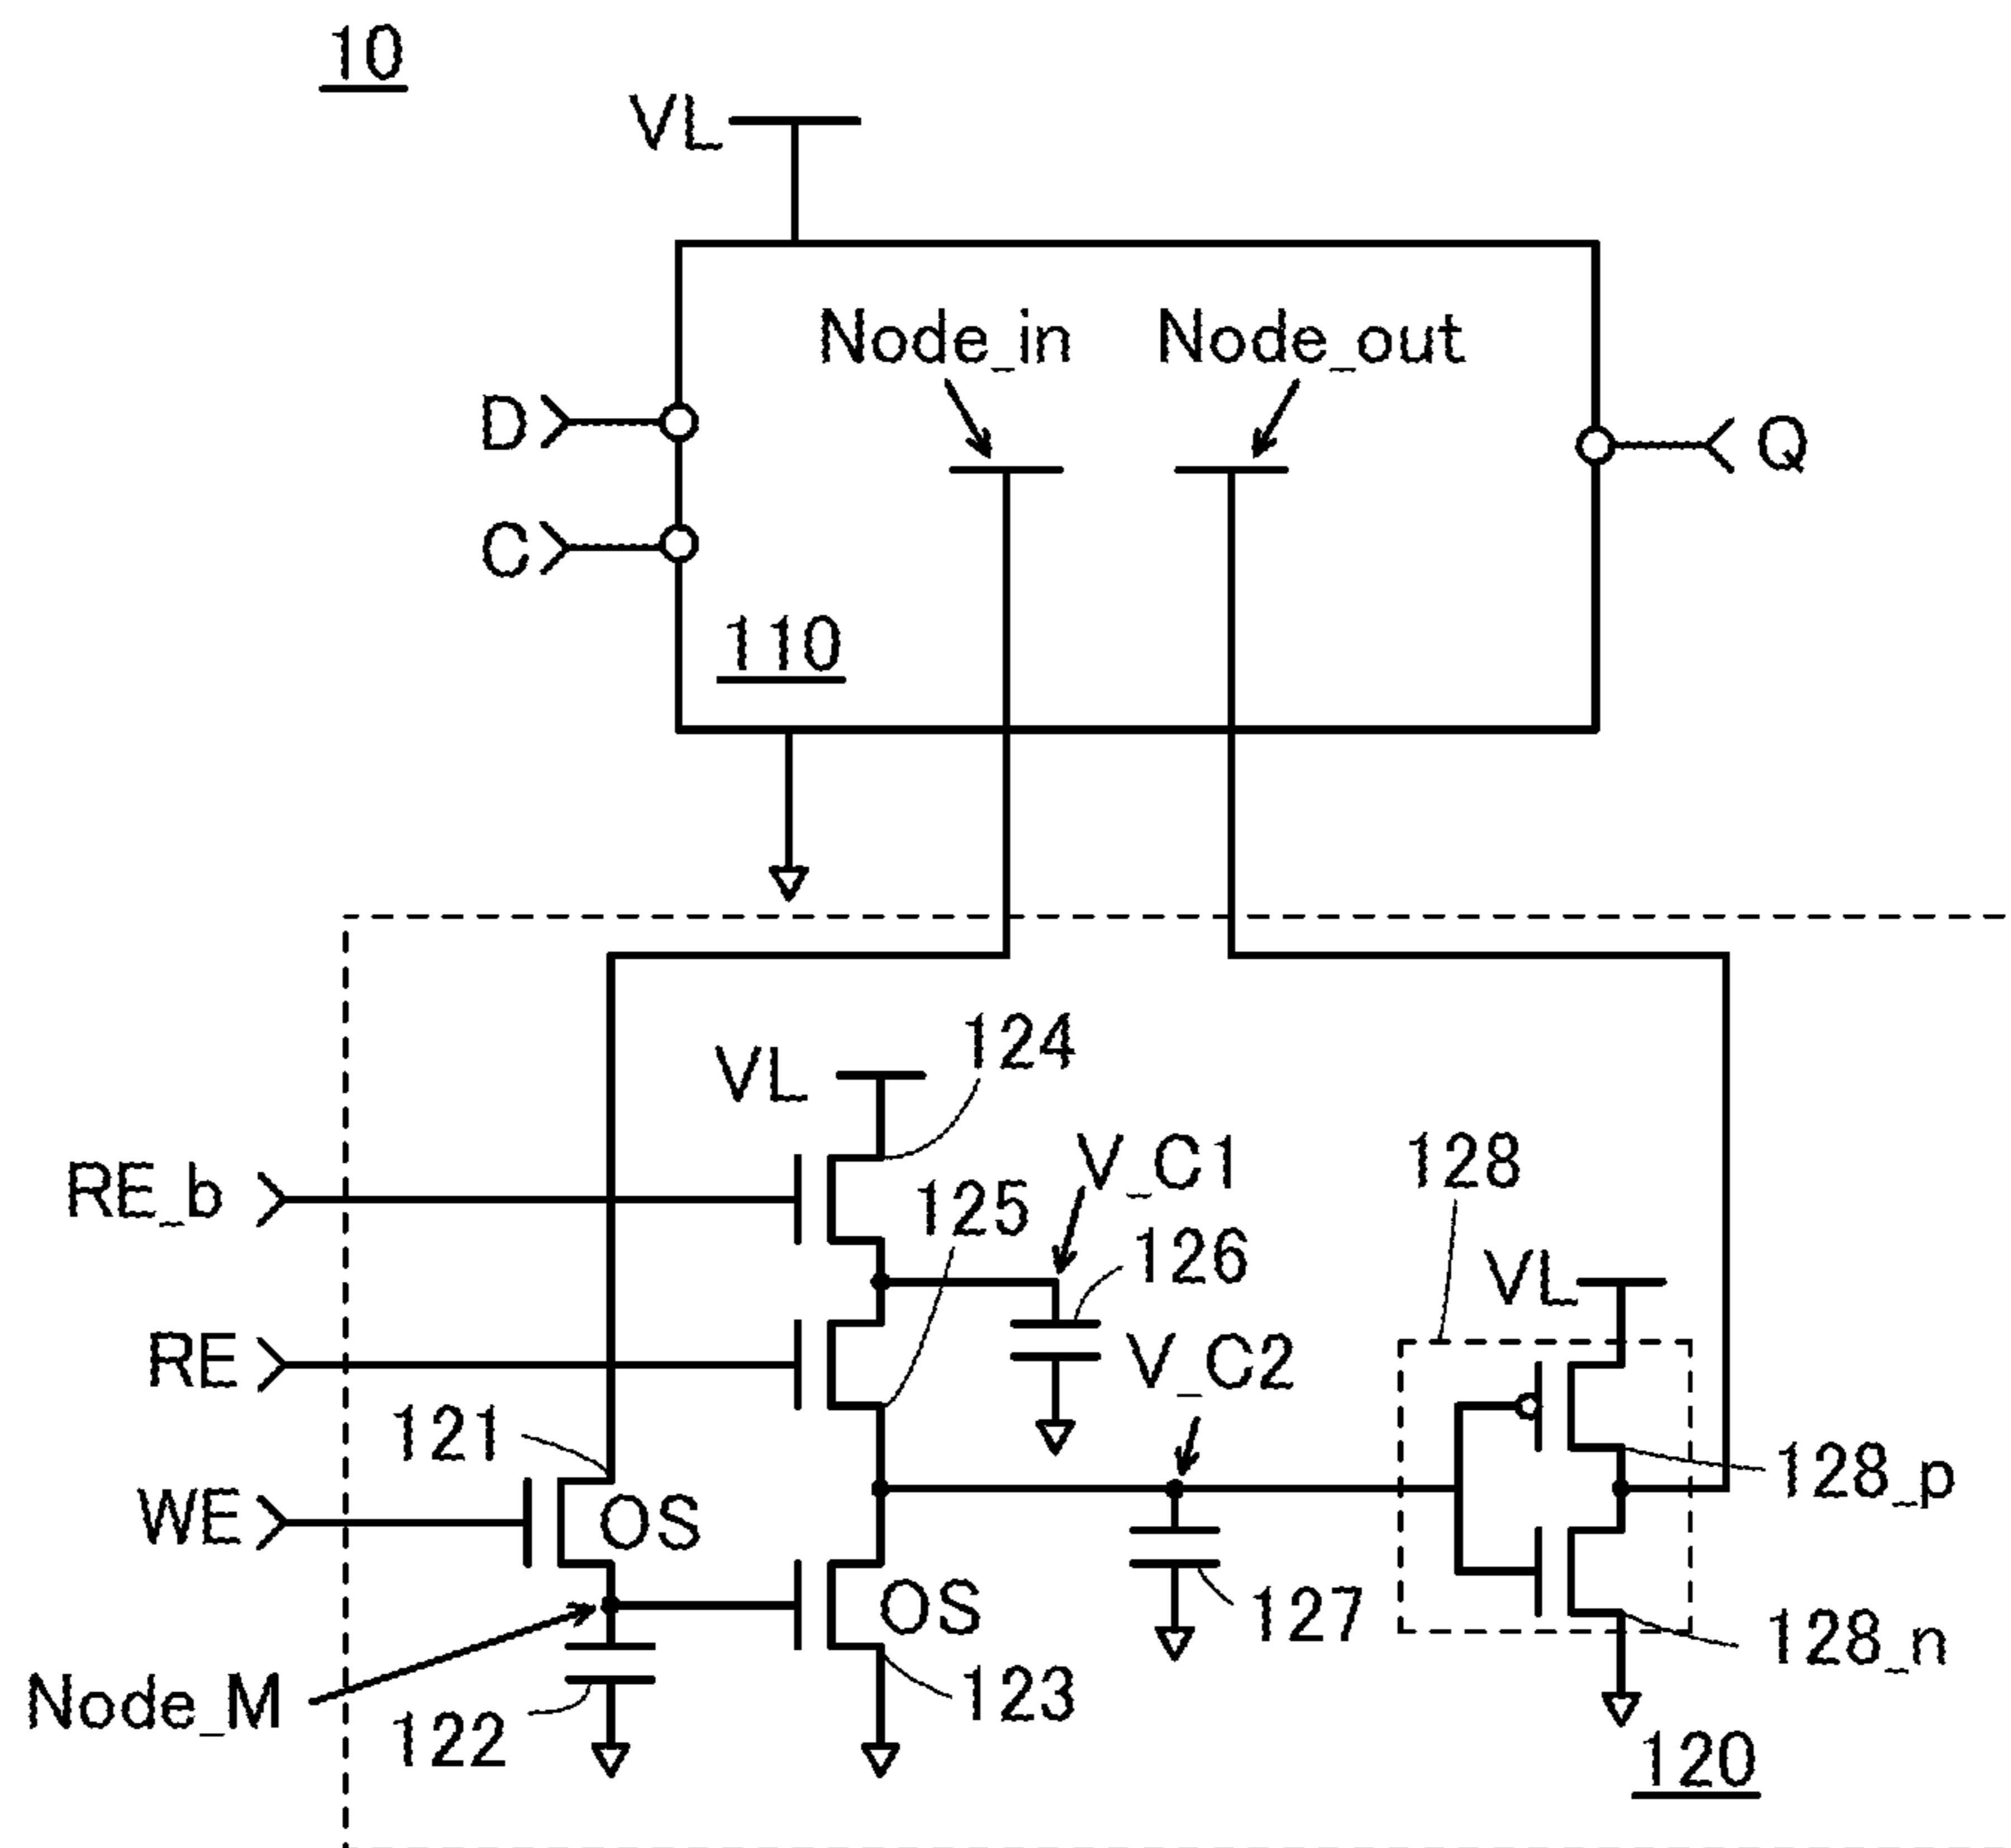 10
VL
Node_in Node_out
D
Q
C
110
124
VL
V_C1
128
RE_b
125
126
VL
V_C2
RE
121
128_p
WE
OS
OS
127
128_n
Node_M
123
122
120